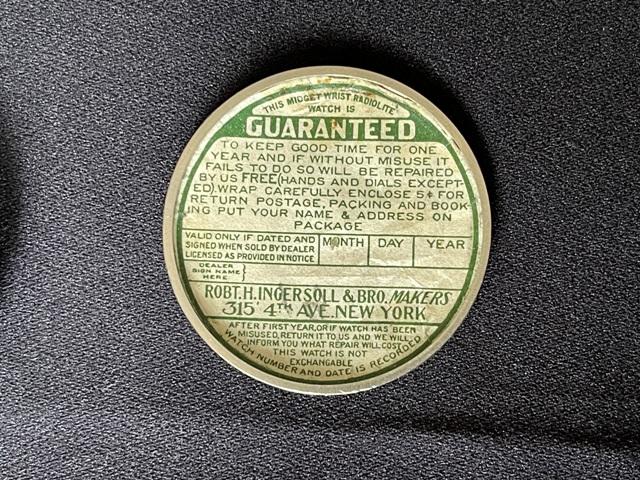 THIS MIDGET WRIST RADIOLITE
WATCH IS
GUARANTEED
TO KEEP GOOD TIME FOR ONE
YEAR AND IF WITHOUT MISUSE IT
FAILS TO DO SO WILL BE REPAIRED
BY US FREE(HANDS AND DIALS EXCEPT-
ED).WRAP CAREFULLY. ENCLOSE 5¢ FOR
RETURN POSTAGE, PACKING AND BOOK-
ING PUT YOUR NAME & ADDRESS ON
PACKAGE
VALID ONLY IF DATED AND
SIGNED WHEN SOLD BY DEALER
LICENSED AS PROVIDED IN NOTICE
MONTH DAY YEAR
DEALER
SIGN NAME
HERE
ROBT. H. INGERSOLL & BRO. MAKERS
315 4TH AVE. NEW YORK
AFTER FIRST YEAR, OR IF WATCH HAS BEEN
MISUSED, RETURN IT TO US AND WE WILL
INFORM YOU WHAT REPAIR WILL COST.
THIS WATCH IS NOT
EXCHANGABLE
WATCH NUMBER AND DATE IS RECORDED